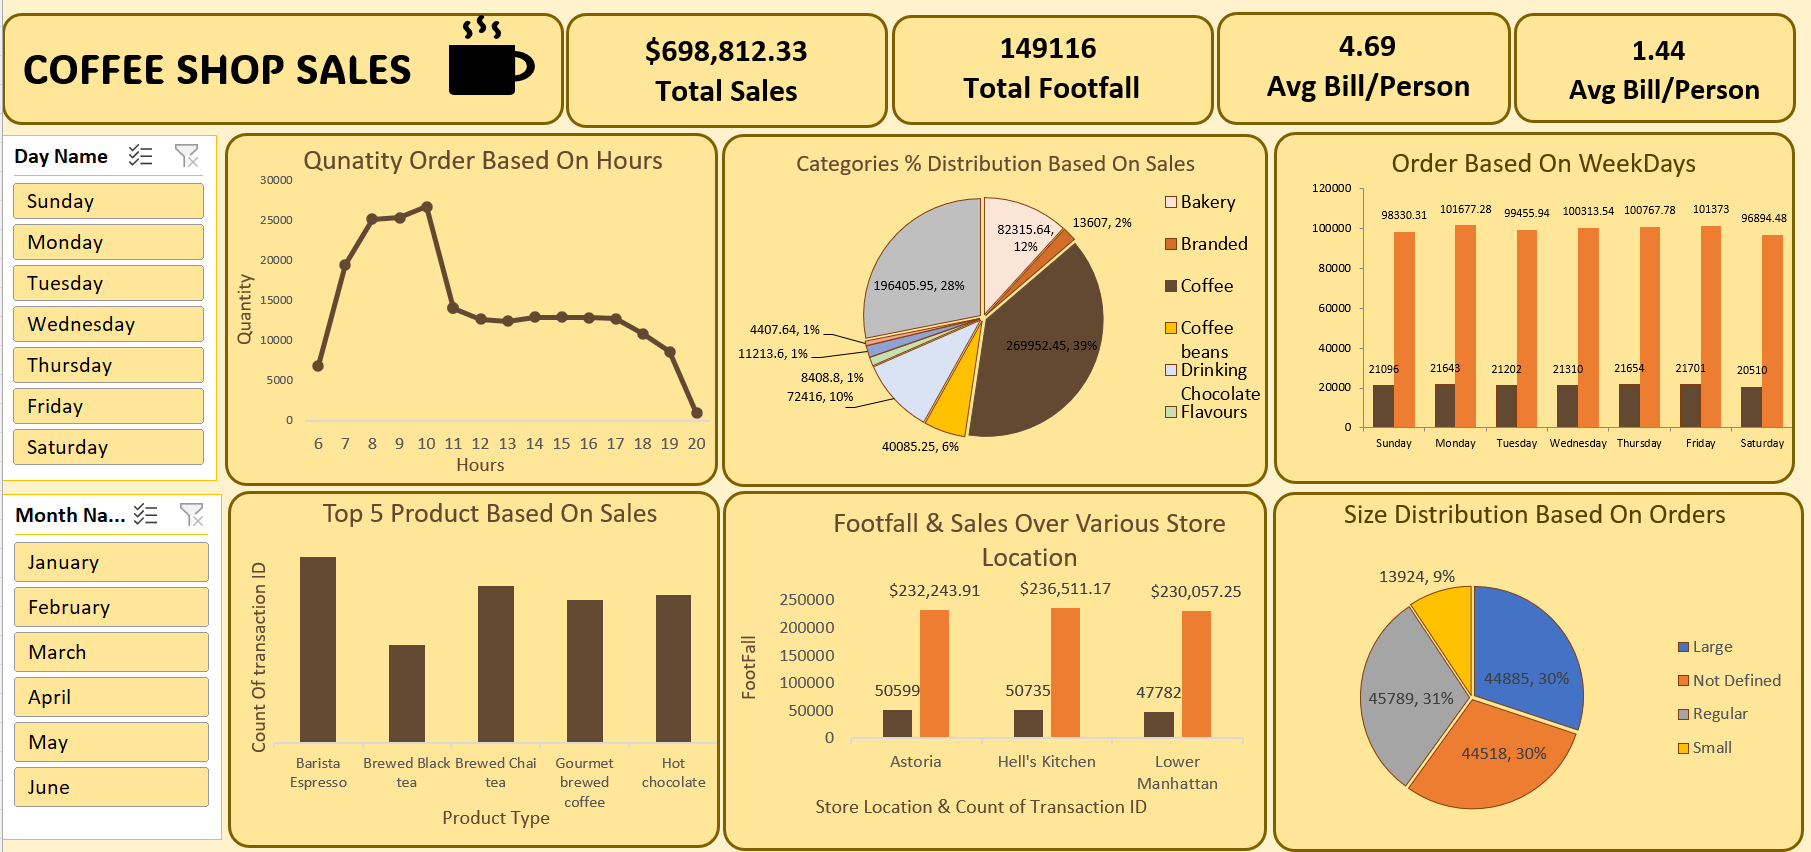 COFFEE SHOP SALES
$698,812.33
Total Sales
149116
Total Footfall
4.69
Avg Bill/Person
1.44
Avg Bill/Person
Day Name
Sunday
Monday
Tuesday
Wednesday
Thursday
Friday
Saturday
Month Na...
January
February
March
April
May
June
Qunatity Order Based On Hours
Quantity
30000
25000
20000
15000
10000
5000
0
6 7 8 9 10 11 12 13 14 15 16 17 18 19 20
Hours
Categories % Distribution Based On Sales
82315.64,
12%
13607, 2%
269952.45, 39%
40085.25, 6%
72416, 10%
8408.8, 1%
11213.6, 1%
4407.64, 1%
196405.95, 28%
Bakery
Branded
Coffee
Coffee
beans
Drinking
Chocolate
Flavours
Order Based On WeekDays
120000
100000
80000
60000
40000
20000
0
98330.31 101677.28 99455.94 100313.54 100767.78 101373 96894.48
21096 21643 21202 21310 21654 21701 20510
Sunday Monday Tuesday Wednesday Thursday Friday Saturday
Top 5 Product Based On Sales
Count Of transaction ID
Barista
Espresso
Brewed Black
tea
Brewed Chai
tea
Gourmet
brewed
coffee
Hot
chocolate
Product Type
Footfall & Sales Over Various Store
Location
FootFall
250000
200000
150000
100000
50000
0
$232,243.91 $236,511.17 $230,057.25
50599 50735 47782
Astoria
Hell's Kitchen
Lower
Manhattan
Store Location & Count of Transaction ID
Size Distribution Based On Orders
13924, 9%
44885, 30%
45789, 31%
44518, 30%
Large
Not Defined
Regular
Small